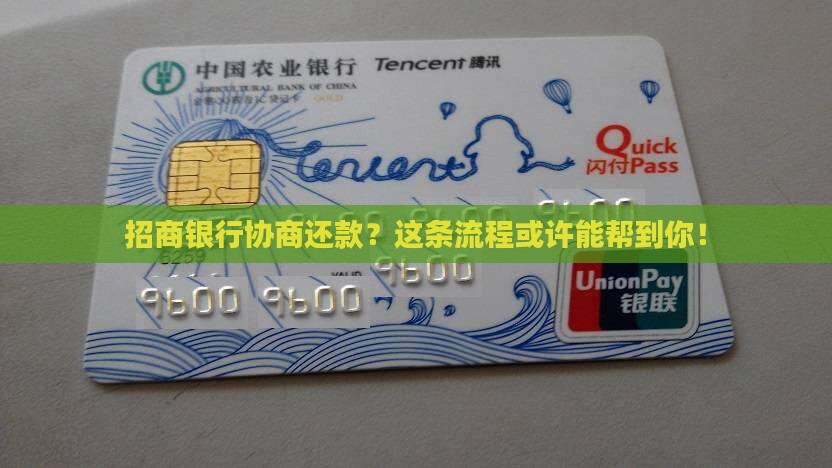 中国农业银行
AGRICULTURAL BANK OF CHINA
Tencent 腾讯
GOLD
Tencent
Quick
闪付Pass
9600
招商银行协商还款？这条流程或许能帮到你！
5259
VALID
9600
9600 9600
UnionPay
银联